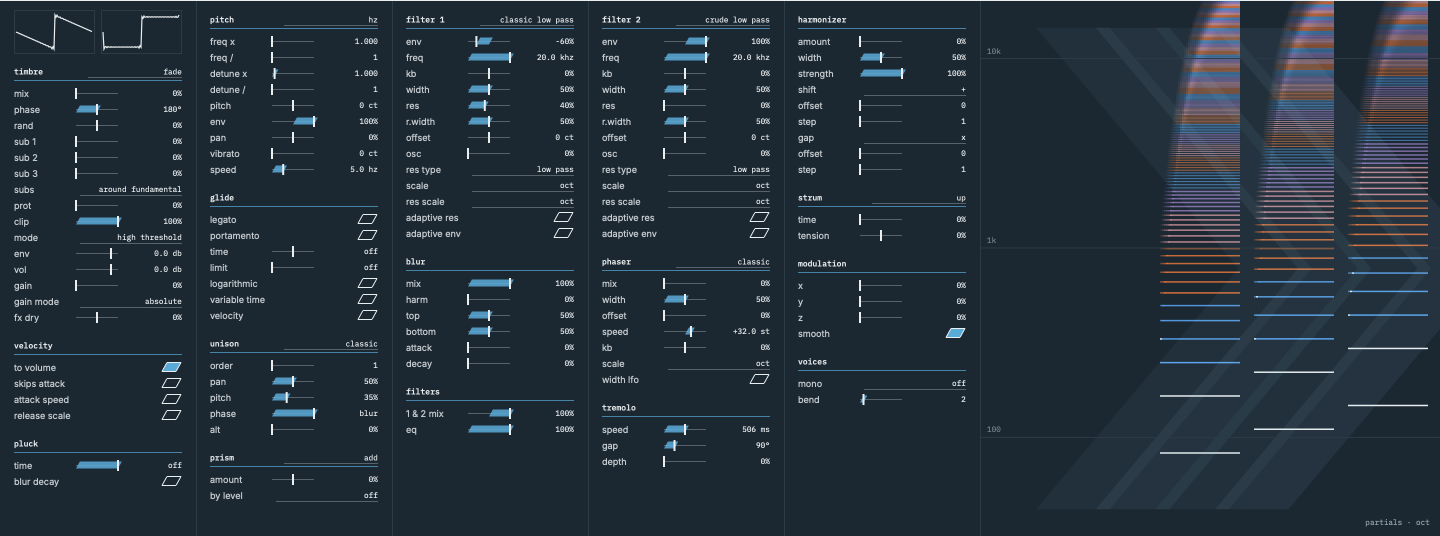 timbre fade
mix 0%
phase 180°
rand 0%
sub 1 0%
sub 2 0%
sub 3 0%
subs around fundamental
prot 0%
clip 100%
mode high threshold
env 0.0 db
vol 0.0 db
gain 0%
gain mode absolute
fx dry 0%
velocity
to volume
skips attack
attack speed
release scale
pluck
time off
blur decay
pitch hz
freq x 1.000
freq / 1
detune x 1.000
detune / 1
pitch 0 ct
env 100%
pan 0%
vibrato 0 ct
speed 5.0 hz
glide
legato
portamento
time off
limit off
logarithmic
variable time
velocity
unison classic
order 1
pan 50%
pitch 35%
phase blur
alt 0%
prism add
amount 0%
by level off
filter 1 classic low pass
env -60%
freq 20.0 khz
kb 0%
width 50%
res 40%
r.width 50%
offset 0 ct
osc 0%
res type low pass
scale oct
res scale oct
adaptive res
adaptive env
blur
mix 100%
harm 0%
top 50%
bottom 50%
attack 0%
decay 0%
filters
1 & 2 mix 100%
eq 100%
filter 2 crude low pass
env 100%
freq 20.0 khz
kb 0%
width 50%
res 0%
r.width 50%
offset 0 ct
osc 0%
res type low pass
scale oct
res scale oct
adaptive res
adaptive env
phaser classic
mix 0%
width 50%
offset 0%
speed +32.0 st
kb 0%
scale oct
width lfo
tremolo
speed 506 ms
gap 90°
depth 0%
harmonizer
amount 0%
width 50%
strength 100%
shift +
offset 0
step 1
gap x
offset 0
step 1
strum up
time 0%
tension 0%
modulation
x 0%
y 0%
z 0%
smooth
voices
mono off
bend 2
10k
1k
100
partials · oct